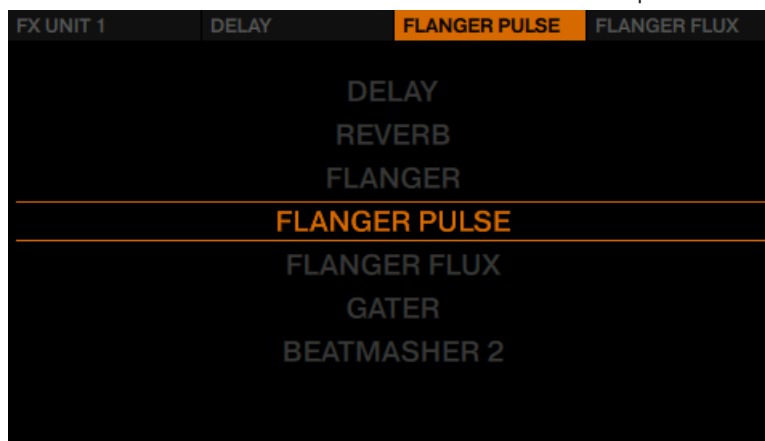 FX UNIT 1 DELAY FLANGER PULSE FLANGER FLUX
DELAY
REVERB
FLANGER
FLANGER PULSE
FLANGER FLUX
GATER
BEATMASHER 2